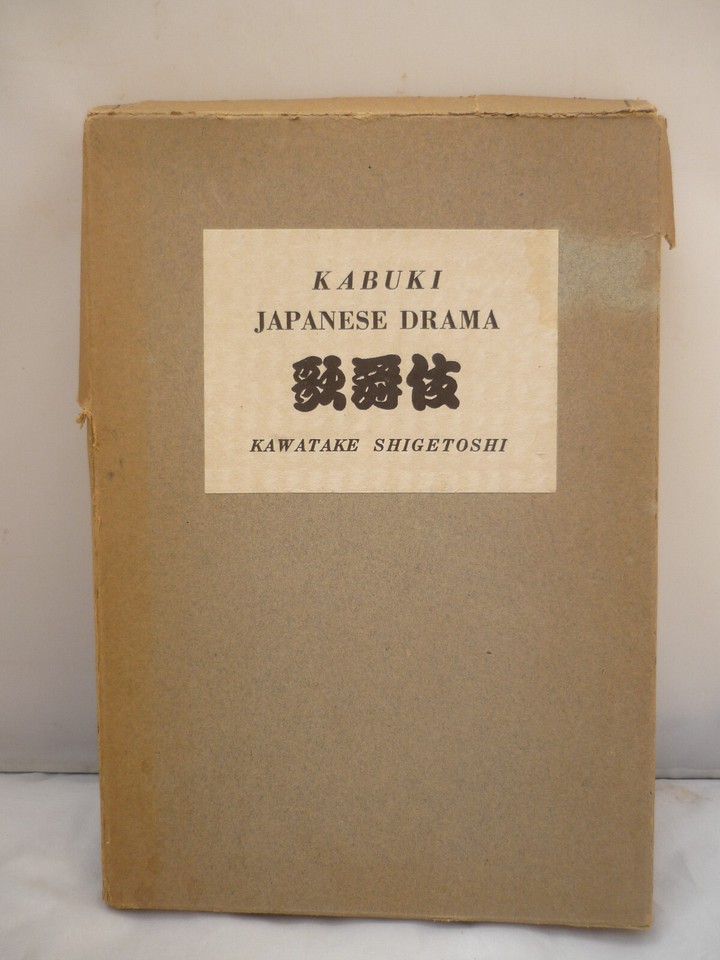 KABUKI
JAPANESE DRAMA
歌舞伎
KAWATAKE SHIGETOSHI